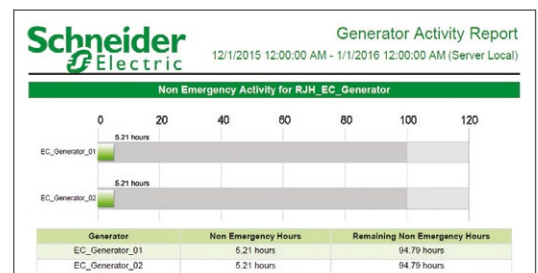 Schneider
Electric
Generator Activity Report
12/1/2015 12:00:00 AM - 1/1/2016 12:00:00 AM (Server Local)
Non Emergency Activity for RJH_EC_Generator
0 20 40 60 80 100 120
5.21 hours
EC_Generator_01
5.21 hours
EC_Generator_02
Generator Non Emergency Hours Remaining Non Emergency Hours
EC_Generator_01 5.21 hours 94.79 hours
EC_Generator_02 5.21 hours 94.79 hours